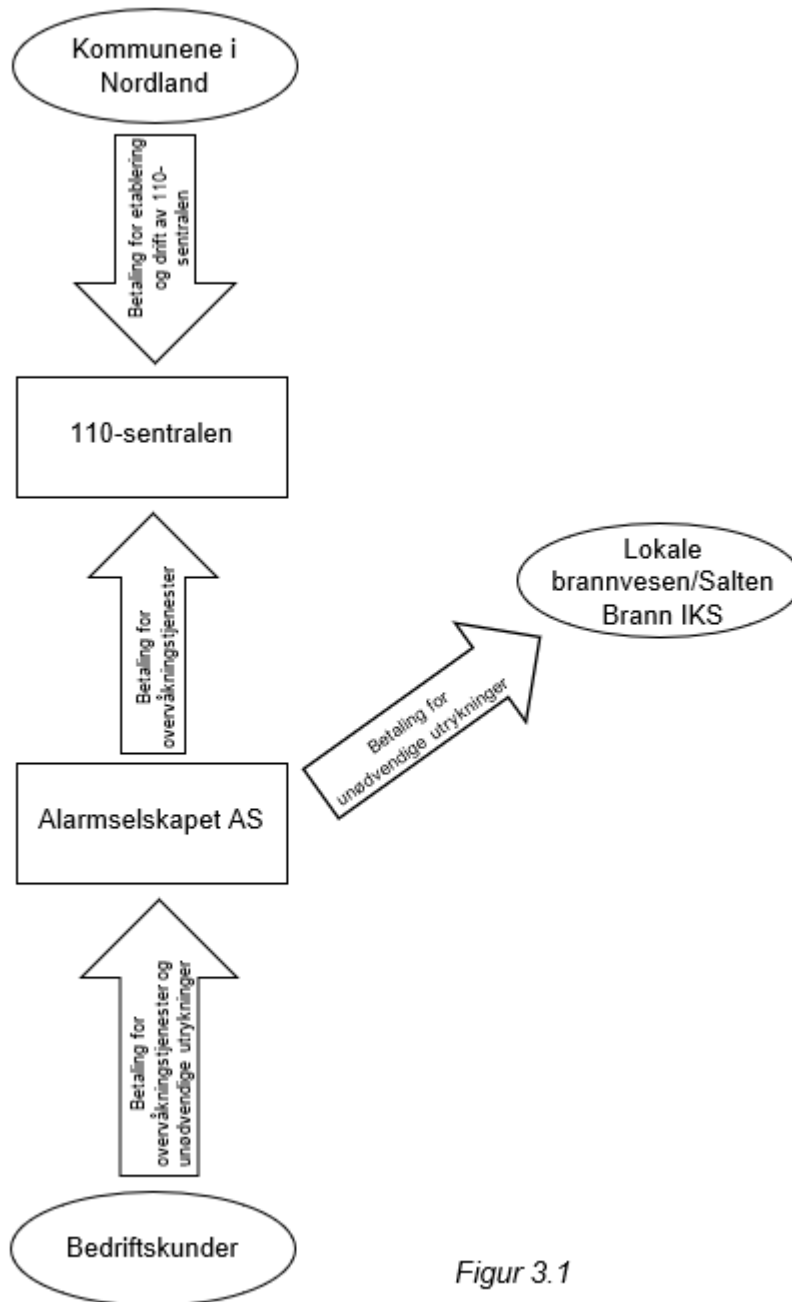 Kommunene i
Nordland
Betaling for etablering
og drift av 110-
sentralen
110-sentralen
Betaling for
overvåkningstjenester
Lokale
brannvesen/Salten
Brann IKS
Betaling for
unødvendige utrykninger
Alarmselskapet AS
Betaling for
overvåkningstjenester og
unødvendige utrykninger
Bedriftskunder
Figur 3.1